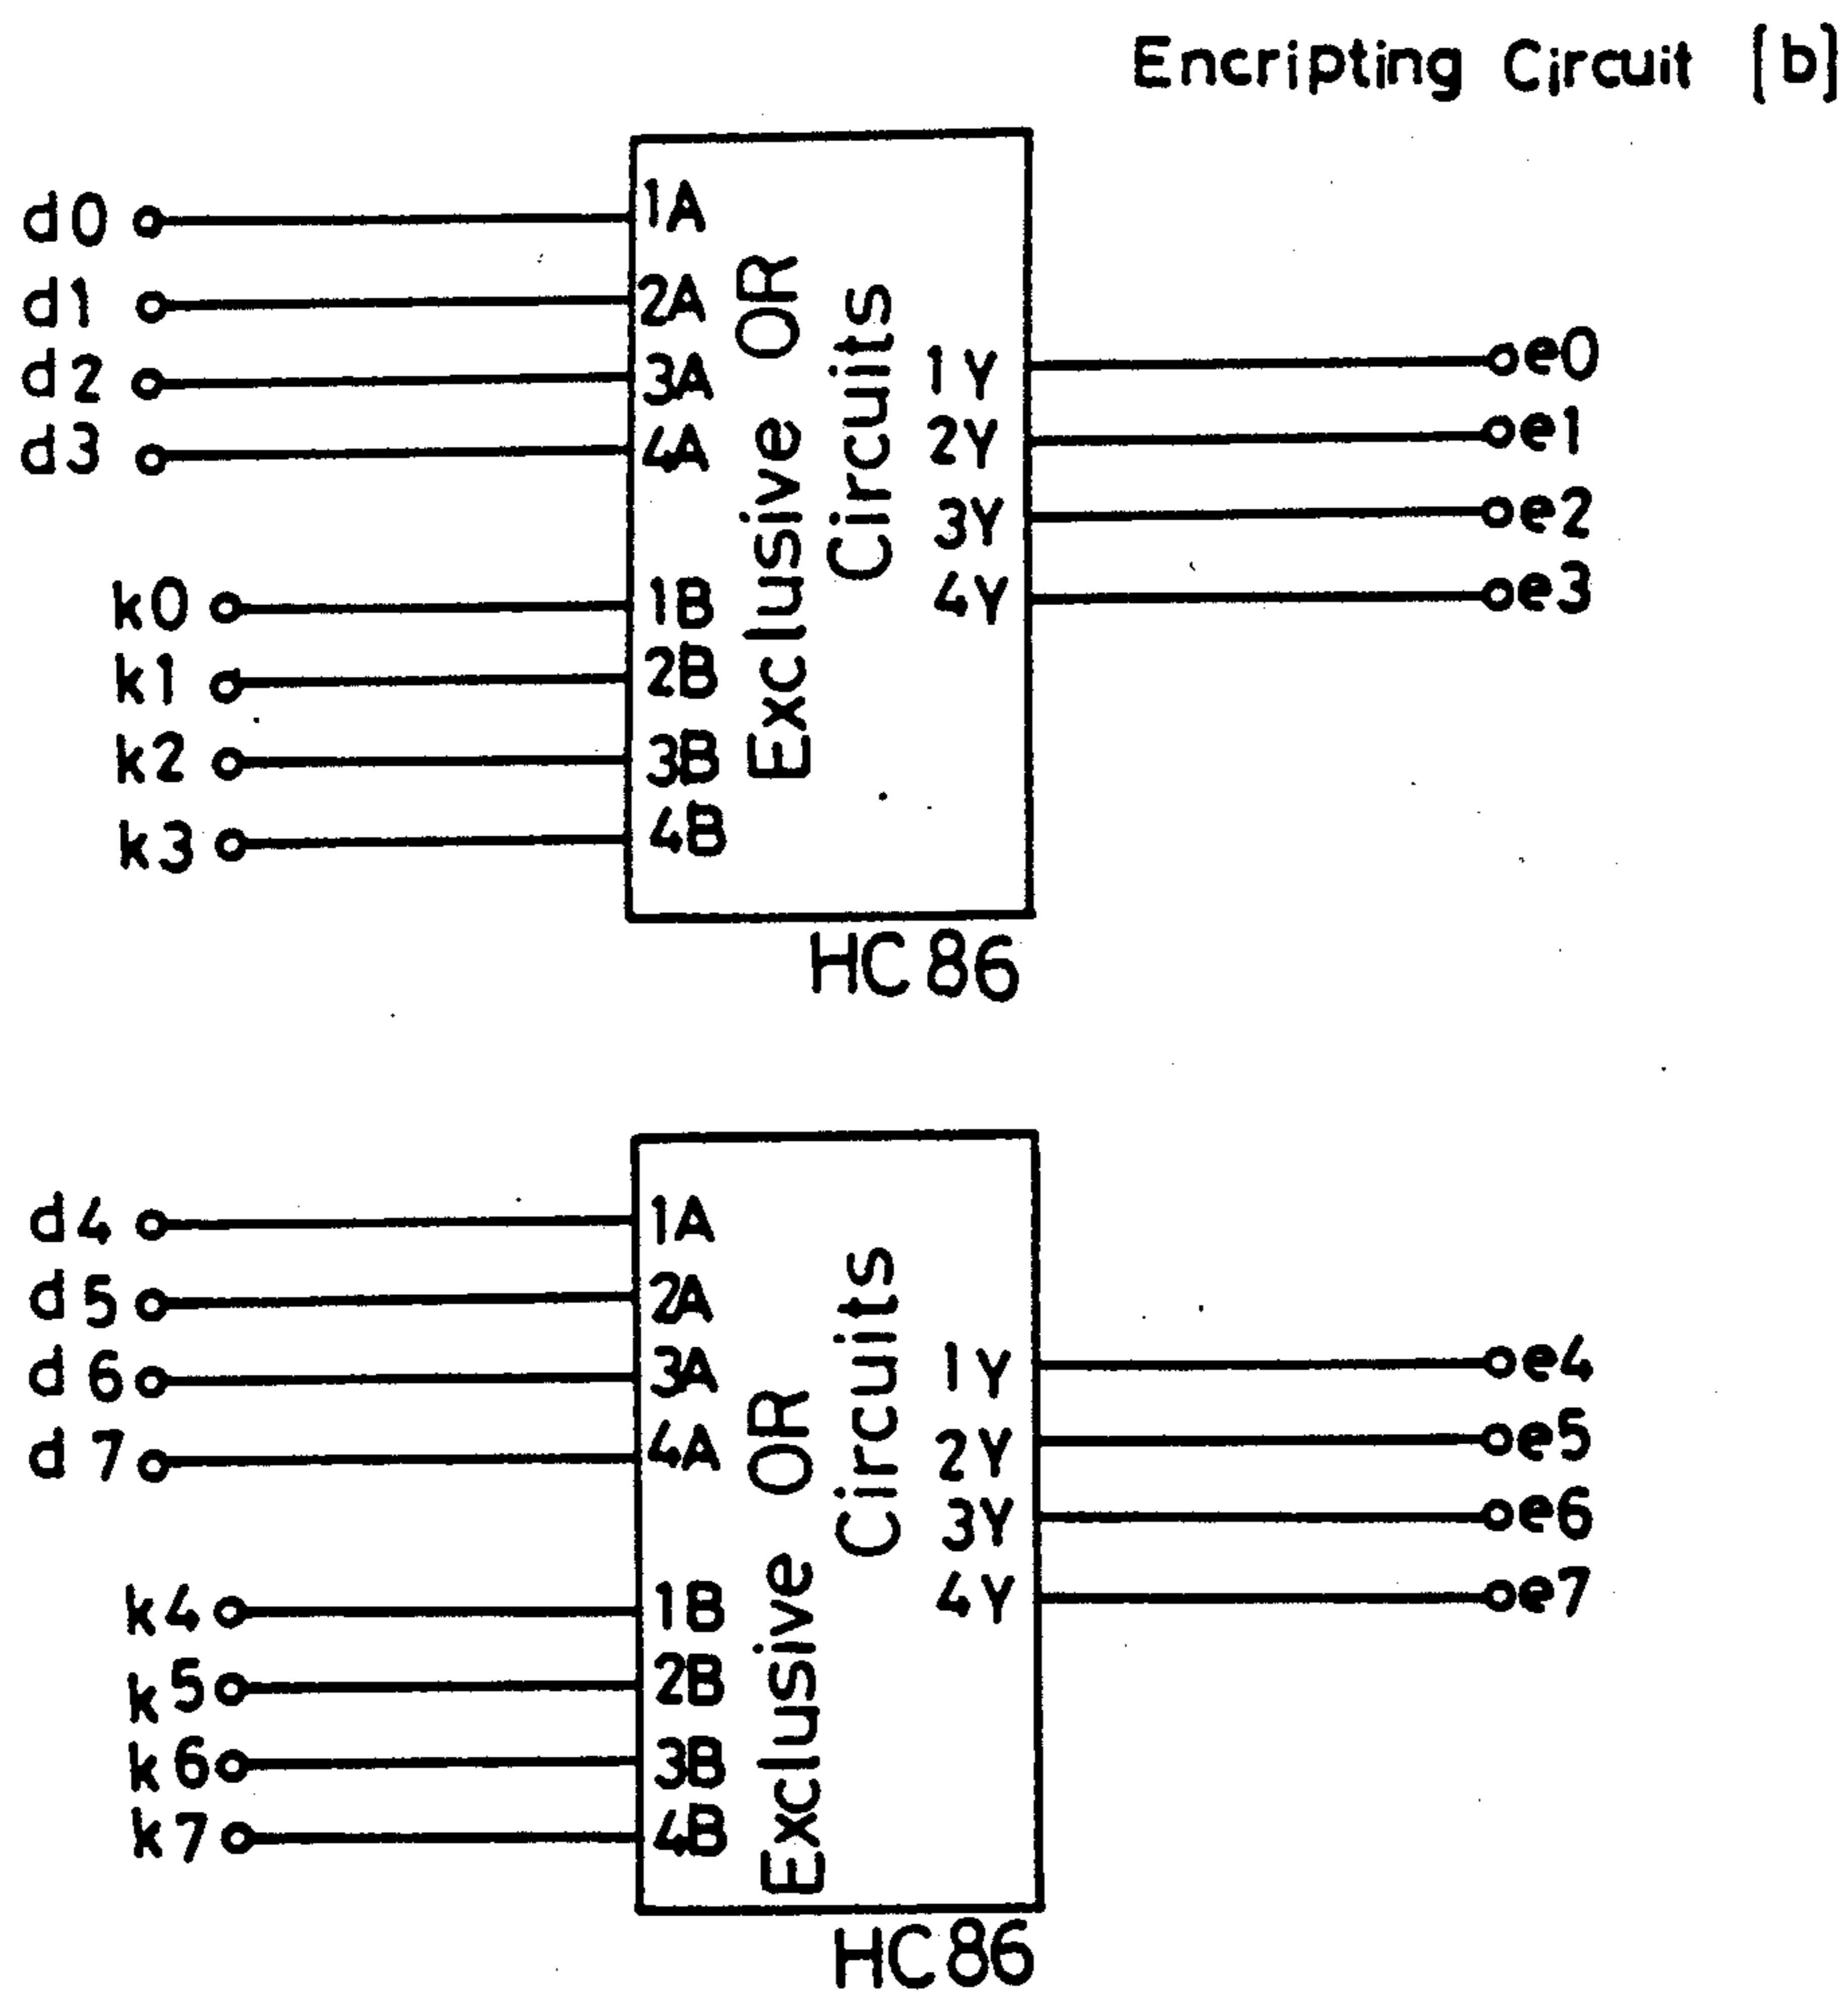 Encripting Circuit [b]
d0 1A
d1 2A
d2 3A
d3 4A
k0 1B
k1 2B
k2 3B
k3 4B
Exclusive OR
Circuits
1Y e0
2Y e1
3Y e2
4Y e3
HC86
d4 1A
d5 2A
d6 3A
d7 4A
k4 1B
k5 2B
k6 3B
k7 4B
Exclusive OR
Circuits
1Y e4
2Y e5
3Y e6
4Y e7
HC86